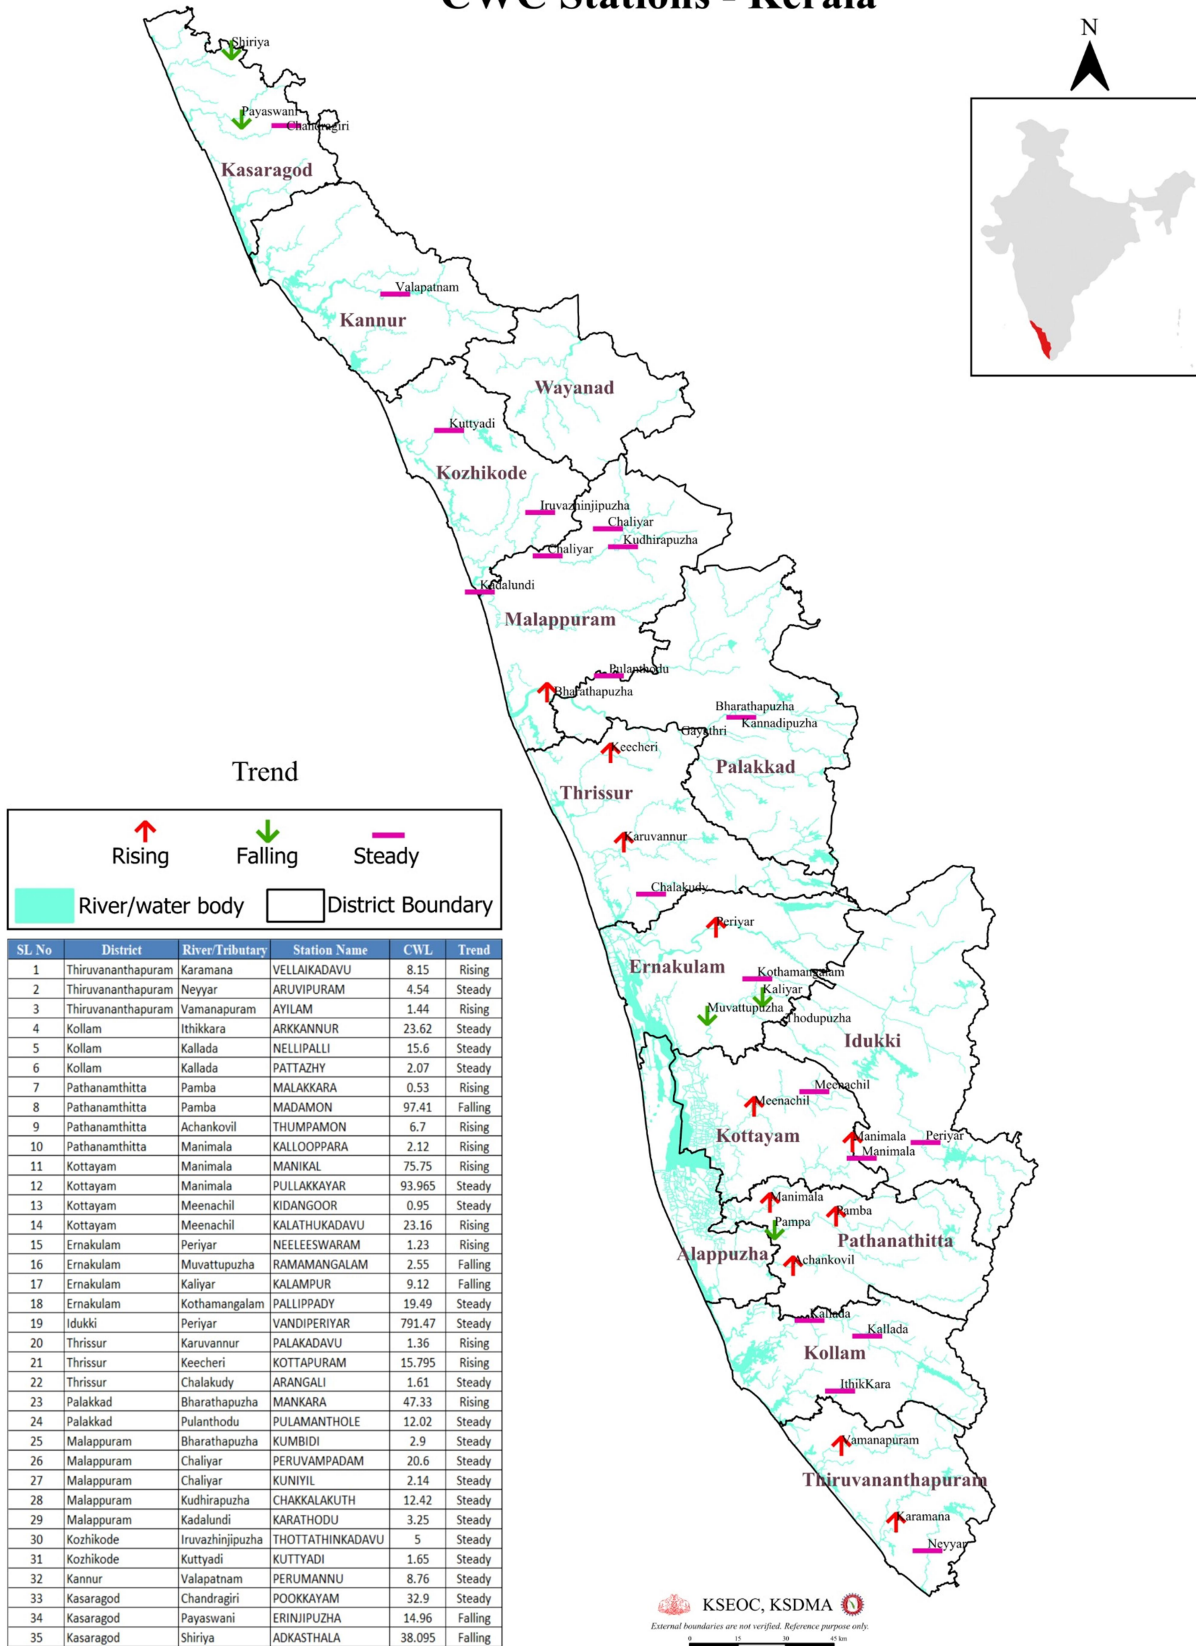 CWC Stations - Kerala
N
Shiriya
Payaswani
Chandragiri
Kasaragod
Valapatnam
Kannur
Wayanad
Kuttyadi
Kozhikode
Iruvazhinjipuzha
Chaliyar
Kudhirapuzha
Chaliyar
Kadalundi
Malappuram
Pulanthodu
Bharathapuzha
Bharathapuzha
Kannadipuzha
Gayathri
Keecheri
Palakkad
Thrissur
Karuvannur
Chalakudy
Periyar
Ernakulam
Kothamangalam
Kaliyar
Muvattupuzha
Thodupuzha
Idukki
Meenachil
Meenachil
Kottayam
Manimala
Periyar
Manimala
Manimala
Pamba
Pampa
Pathanathitta
Alappuzha
Achankovil
Kallada
Kallada
Kollam
IthikKara
Vamanapuram
Thiruvananthapuram
Karamana
Neyyar
Trend
Rising Falling Steady
River/water body District Boundary
SL No District River/Tributary Station Name CWL Trend
1 Thiruvananthapuram Karamana VELLAIKADAVU 8.15 Rising
2 Thiruvananthapuram Neyyar ARUVIPURAM 4.54 Steady
3 Thiruvananthapuram Vamanapuram AYILAM 1.44 Rising
4 Kollam Ithikkara ARKKANNUR 23.62 Steady
5 Kollam Kallada NELLIPALLI 15.6 Steady
6 Kollam Kallada PATTAZHY 2.07 Steady
7 Pathanamthitta Pamba MALAKKARA 0.53 Rising
8 Pathanamthitta Pamba MADAMON 97.41 Falling
9 Pathanamthitta Achankovil THUMPAMON 6.7 Rising
10 Pathanamthitta Manimala KALLOOPPARA 2.12 Rising
11 Kottayam Manimala MANIKAL 75.75 Rising
12 Kottayam Manimala PULLAKKAYAR 93.965 Steady
13 Kottayam Meenachil KIDANGOOR 0.95 Steady
14 Kottayam Meenachil KALATHUKADAVU 23.16 Rising
15 Ernakulam Periyar NEELEESWARAM 1.23 Rising
16 Ernakulam Muvattupuzha RAMAMANGALAM 2.55 Falling
17 Ernakulam Kaliyar KALAMPUR 9.12 Falling
18 Ernakulam Kothamangalam PALLIPPADY 19.49 Steady
19 Idukki Periyar VANDIPERIYAR 791.47 Steady
20 Thrissur Karuvannur PALAKADAVU 1.36 Rising
21 Thrissur Keecheri KOTTAPURAM 15.795 Rising
22 Thrissur Chalakudy ARANGALI 1.61 Steady
23 Palakkad Bharathapuzha MANKARA 47.33 Rising
24 Palakkad Pulanthodu PULAMANTHOLE 12.02 Steady
25 Malappuram Bharathapuzha KUMBIDI 2.9 Steady
26 Malappuram Chaliyar PERUVAMPADAM 20.6 Steady
27 Malappuram Chaliyar KUNIYIL 2.14 Steady
28 Malappuram Kudhirapuzha CHAKKALAKUTH 12.42 Steady
29 Malappuram Kadalundi KARATHODU 3.25 Steady
30 Kozhikode Iruvazhinjipuzha THOTTATHINKADAVU 5 Steady
31 Kozhikode Kuttyadi KUTTYADI 1.65 Steady
32 Kannur Valapatnam PERUMANNU 8.76 Steady
33 Kasaragod Chandragiri POOKKAYAM 32.9 Steady
34 Kasaragod Payaswani ERINJIPUZHA 14.96 Falling
35 Kasaragod Shiriya ADKASTHALA 38.095 Falling
KSEOC, KSDMA
External boundaries are not verified. Reference purpose only.
0 15 30 45 km